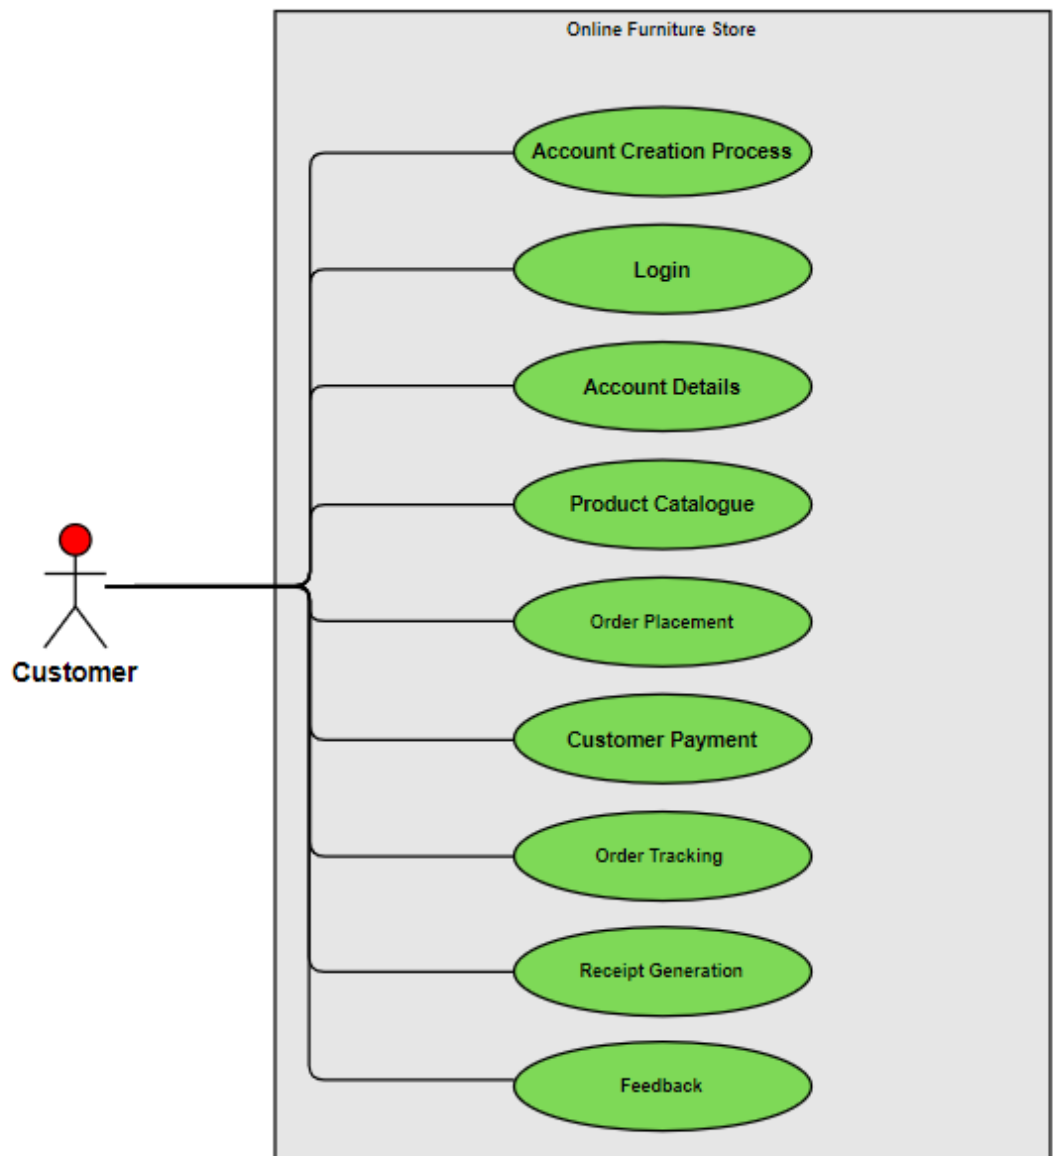 Online Furniture Store
Account Creation Process
Login
Account Details
Product Catalogue
Order Placement
Customer
Customer Payment
Order Tracking
Receipt Generation
Feedback